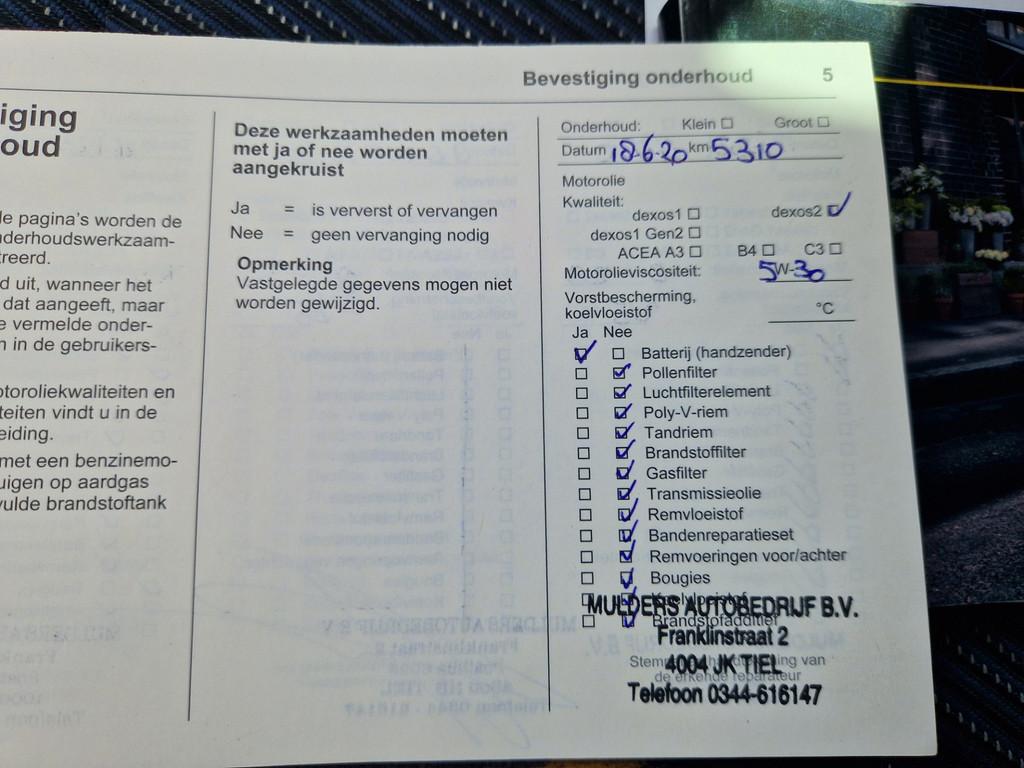 Bevestiging onderhoud 5
iging
oud
le pagina's worden de
nderhoudswerkzaam-
treerd.
d uit, wanneer het
dat aangeeft, maar
e vermelde onder-
n in de gebruikers-
otoroliekwaliteiten en
teiten vindt u in de
eiding.
met een benzinemo-
uigen op aardgas
vulde brandstoftank
Deze werkzaamheden moeten
met ja of nee worden
aangekruist
Ja = is ververst of vervangen
Nee = geen vervanging nodig
Opmerking
Vastgelegde gegevens mogen niet
worden gewijzigd.
Onderhoud: Klein Groot
Datum 18-6-20 km 5310
Motorolie
Kwaliteit:
dexos1 dexos2
dexos1 Gen2
ACEA A3 B4 C3
Motorolieviscositeit: 5W-30
Vorstbescherming,
koelvloeistof °C
Ja Nee
Batterij (handzender)
Pollenfilter
Luchtfilterelement
Poly-V-riem
Tandriem
Brandstoffilter
Gasfilter
Transmissieolie
Remvloeistof
Bandenreparatieset
Remvoeringen voor/achter
Bougies
Koelvloeistof
Brandstofadditief
MULDERS AUTOBEDRIJF B.V.
Franklinstraat 2
4004 JK TIEL
Telefoon 0344-616147
de erkende reparateur